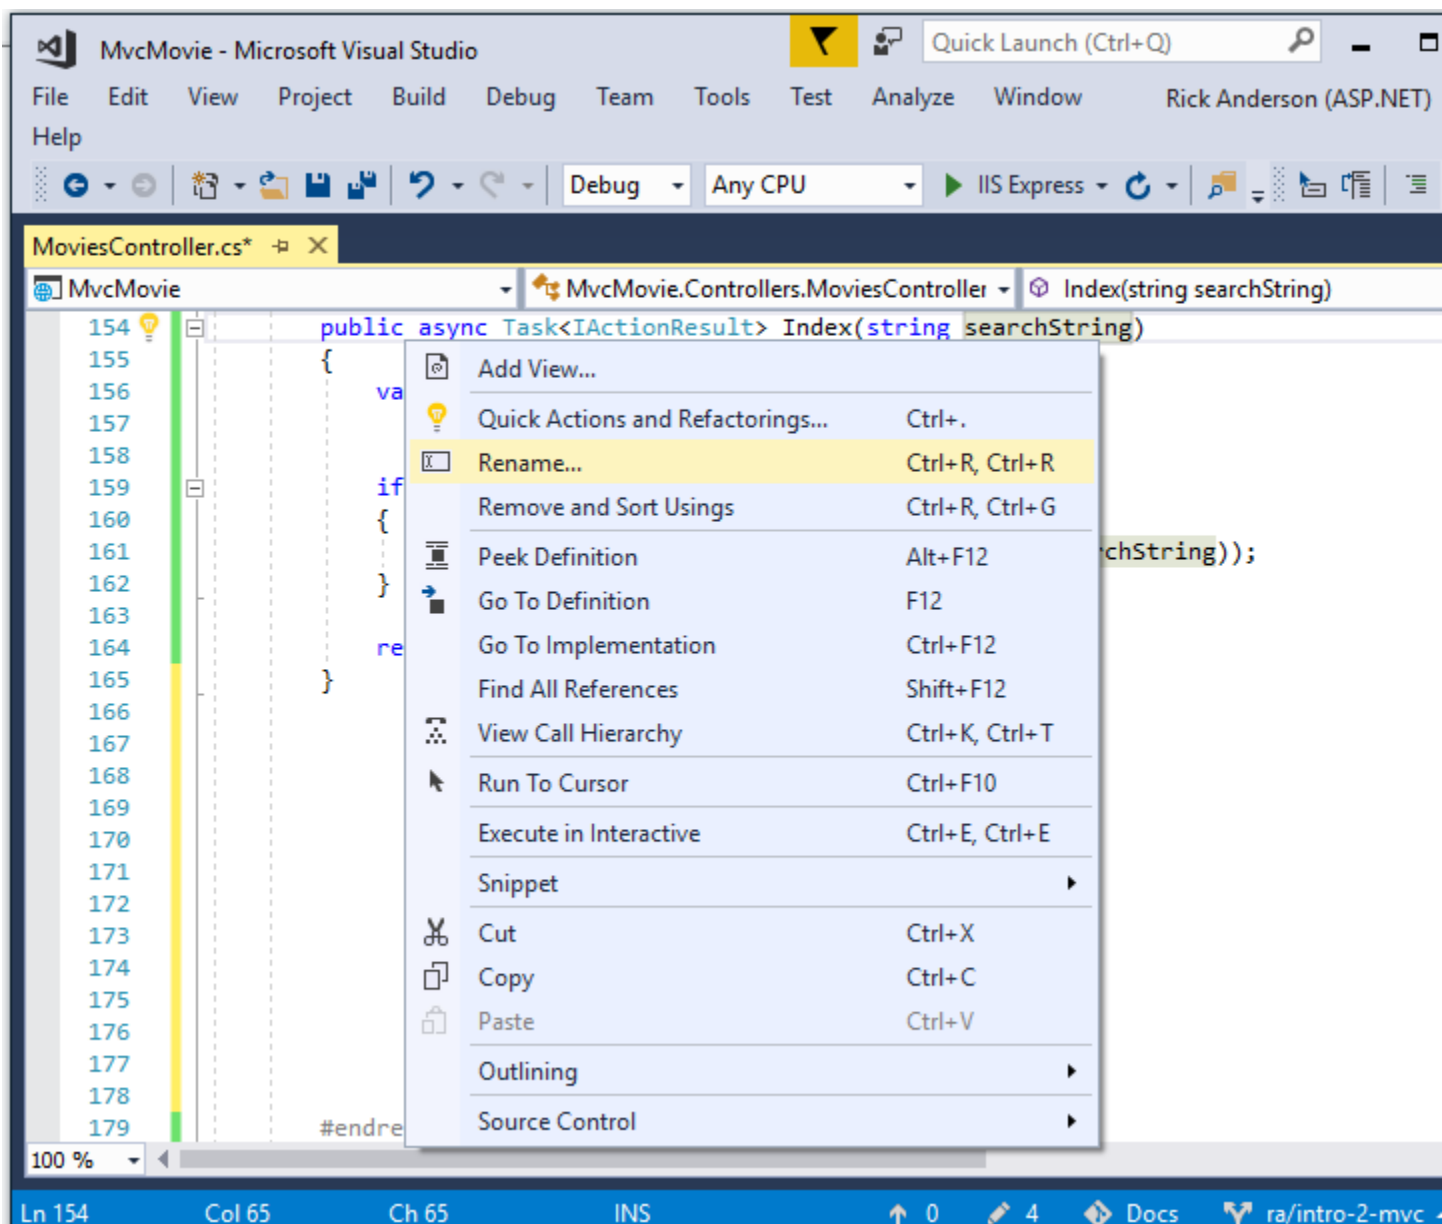 MvcMovie - Microsoft Visual Studio
Quick Launch (Ctrl+Q)
File Edit View Project Build Debug Team Tools Test Analyze Window Rick Anderson (ASP.NET)
Help
Debug Any CPU IIS Express
MoviesController.cs*
MvcMovie MvcMovie.Controllers.MoviesController Index(string searchString)
154 public async Task<IActionResult> Index(string searchString)
155 {
156 va
157
158
159 if
160 {
161 chString));
162 }
163
164 re
165 }
166
167
168
169
170
171
172
173
174
175
176
177
178
179 #endre
Add View...
Quick Actions and Refactorings... Ctrl+.
Rename... Ctrl+R, Ctrl+R
Remove and Sort Usings Ctrl+R, Ctrl+G
Peek Definition Alt+F12
Go To Definition F12
Go To Implementation Ctrl+F12
Find All References Shift+F12
View Call Hierarchy Ctrl+K, Ctrl+T
Run To Cursor Ctrl+F10
Execute in Interactive Ctrl+E, Ctrl+E
Snippet
Cut Ctrl+X
Copy Ctrl+C
Paste Ctrl+V
Outlining
Source Control
100 %
Ln 154 Col 65 Ch 65 INS 0 4 Docs ra/intro-2-mvc